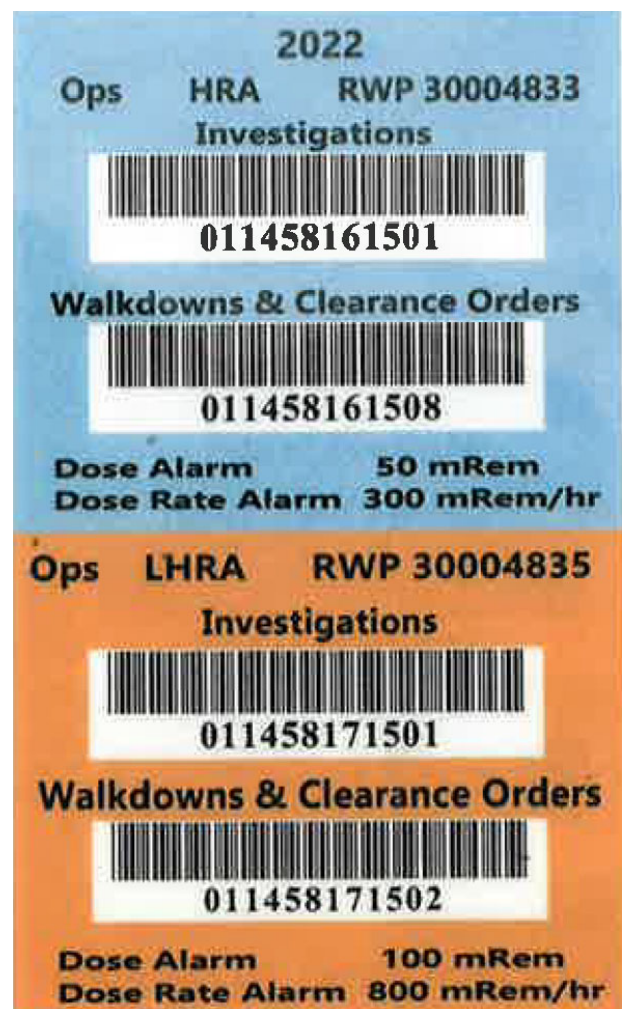 2022
Ops HRA RWP 30004833
Investigations
011458161501
Walkdowns & Clearance Orders
011458161508
Dose Alarm 50 mRem
Dose Rate Alarm 300 mRem/hr
Ops LHRA RWP 30004835
Investigations
011458171501
Walkdowns & Clearance Orders
011458171502
Dose Alarm 100 mRem
Dose Rate Alarm 800 mRem/hr